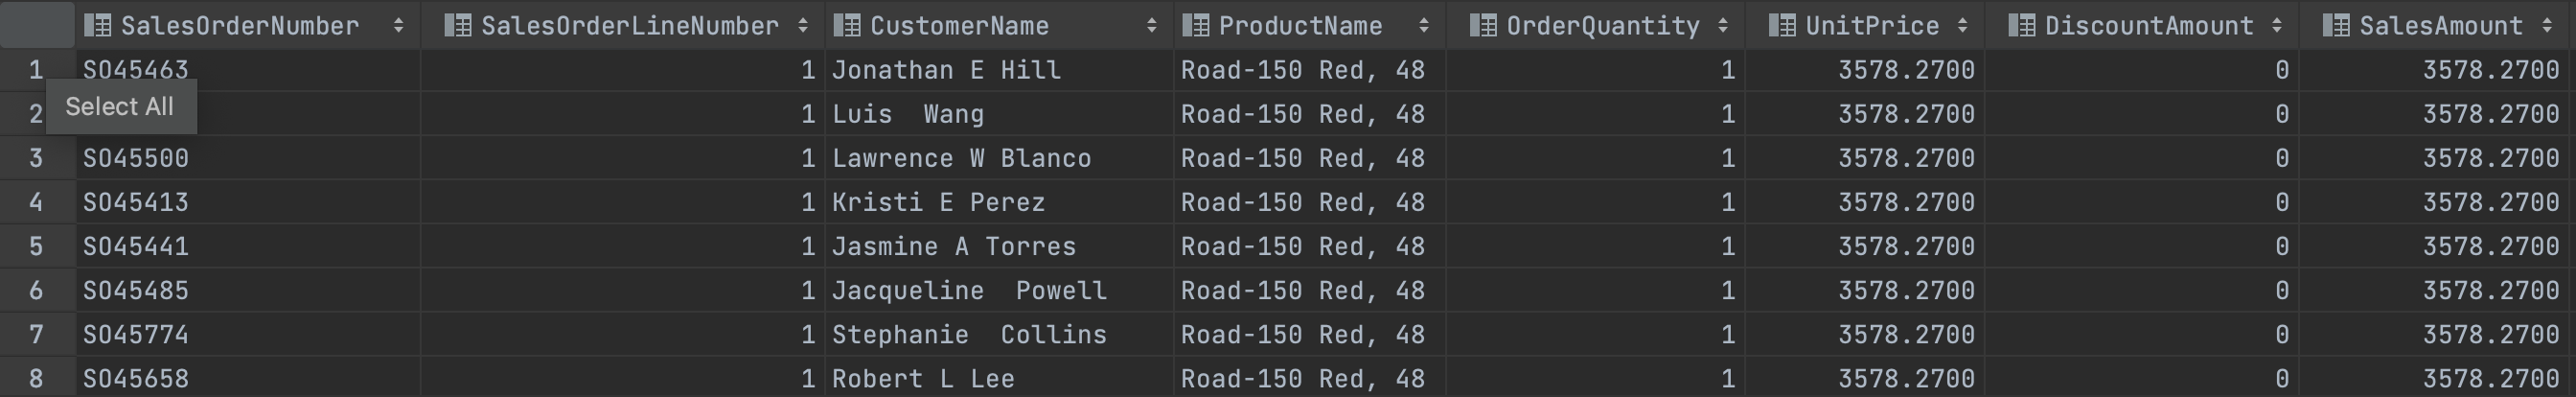 SalesOrderNumber SalesOrderLineNumber CustomerName ProductName OrderQuantity UnitPrice DiscountAmount SalesAmount
1 SO45463 1 Jonathan E Hill Road-150 Red, 48 1 3578.2700 0 3578.2700
Select All
2 1 Luis  Wang Road-150 Red, 48 1 3578.2700 0 3578.2700
3 SO45500 1 Lawrence W Blanco Road-150 Red, 48 1 3578.2700 0 3578.2700
4 SO45413 1 Kristi E Perez Road-150 Red, 48 1 3578.2700 0 3578.2700
5 SO45441 1 Jasmine A Torres Road-150 Red, 48 1 3578.2700 0 3578.2700
6 SO45485 1 Jacqueline  Powell Road-150 Red, 48 1 3578.2700 0 3578.2700
7 SO45774 1 Stephanie  Collins Road-150 Red, 48 1 3578.2700 0 3578.2700
8 SO45658 1 Robert L Lee Road-150 Red, 48 1 3578.2700 0 3578.2700